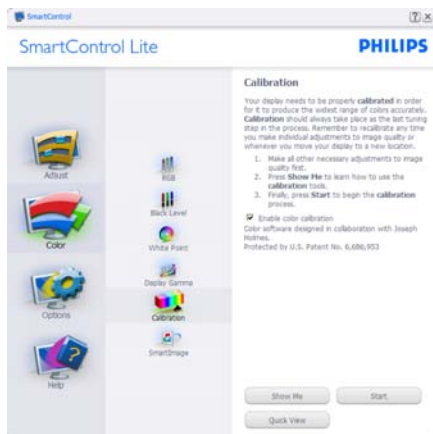 SmartControl
SmartControl Lite
PHILIPS
Adjust
Color
Options
Help
RGB
Black Level
White Point
Display Gamma
Calibration
SmartImage
Calibration
Your display needs to be properly calibrated in order
for it to produce the widest range of colors accurately.
Calibration should always take place as the last tuning
step in the process. Remember to recalibrate any time
you make individual adjustments to image quality or
whenever you move your display to a new location.
1. Make all other necessary adjustments to image
quality first.
2. Press Show Me to learn how to use the
calibration tools.
3. Finally, press Start to begin the calibration
process.
Enable color calibration
Color software designed in collaboration with Joseph
Holmes.
Protected by U.S. Patent No. 6,686,953
Show Me
Start
Quick View